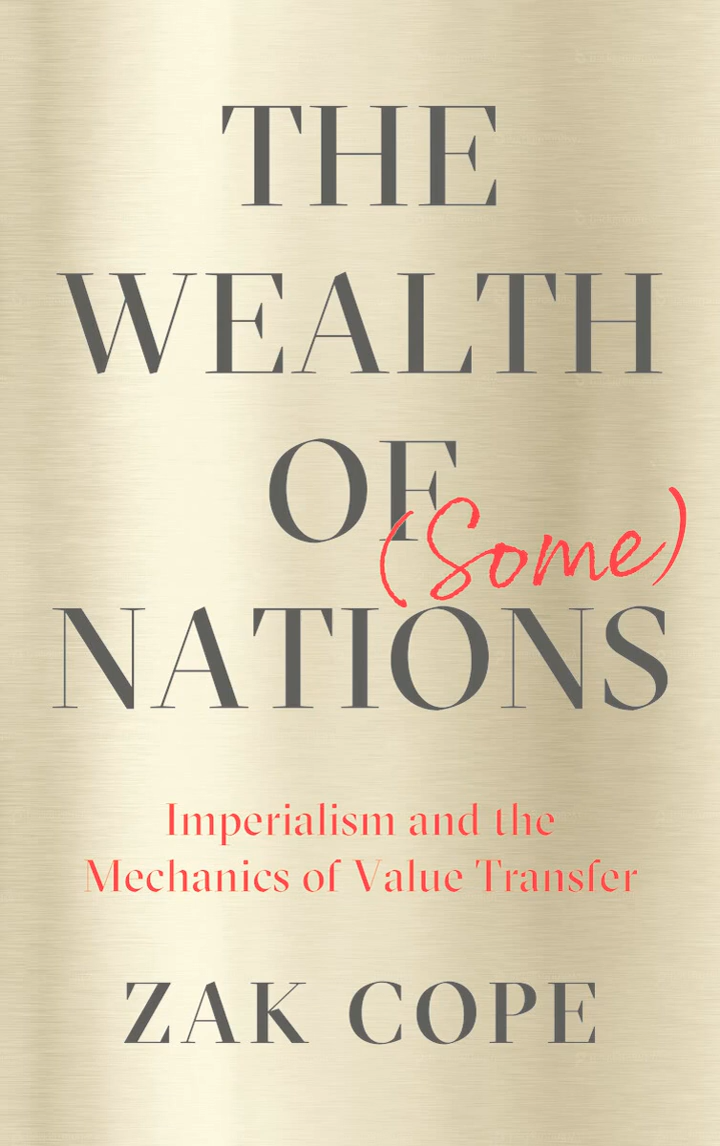 THE
WEALTH
OF
(Some)
NATIONS
Imperialism and the
Mechanics of Value Transfer
ZAK COPE